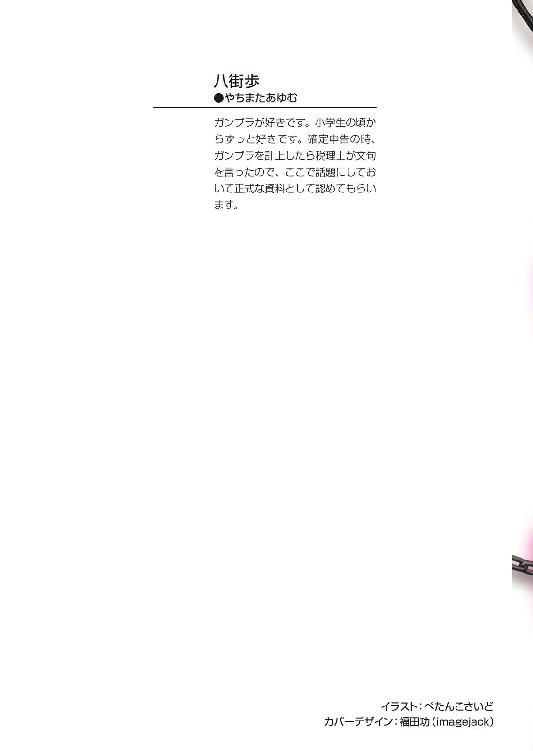 八街歩
●やちまたあゆむ
ガンプラが好きです。小学生の頃か
らずっと好きです。確定申告の時、
ガンプラを計上したら税理士が文句
を言ったので、ここで話題にしてお
いて正式な資料として認めてもらい
ます。
イラスト：ぺたんこさいど
カバーデザイン：福田功（imagejack）